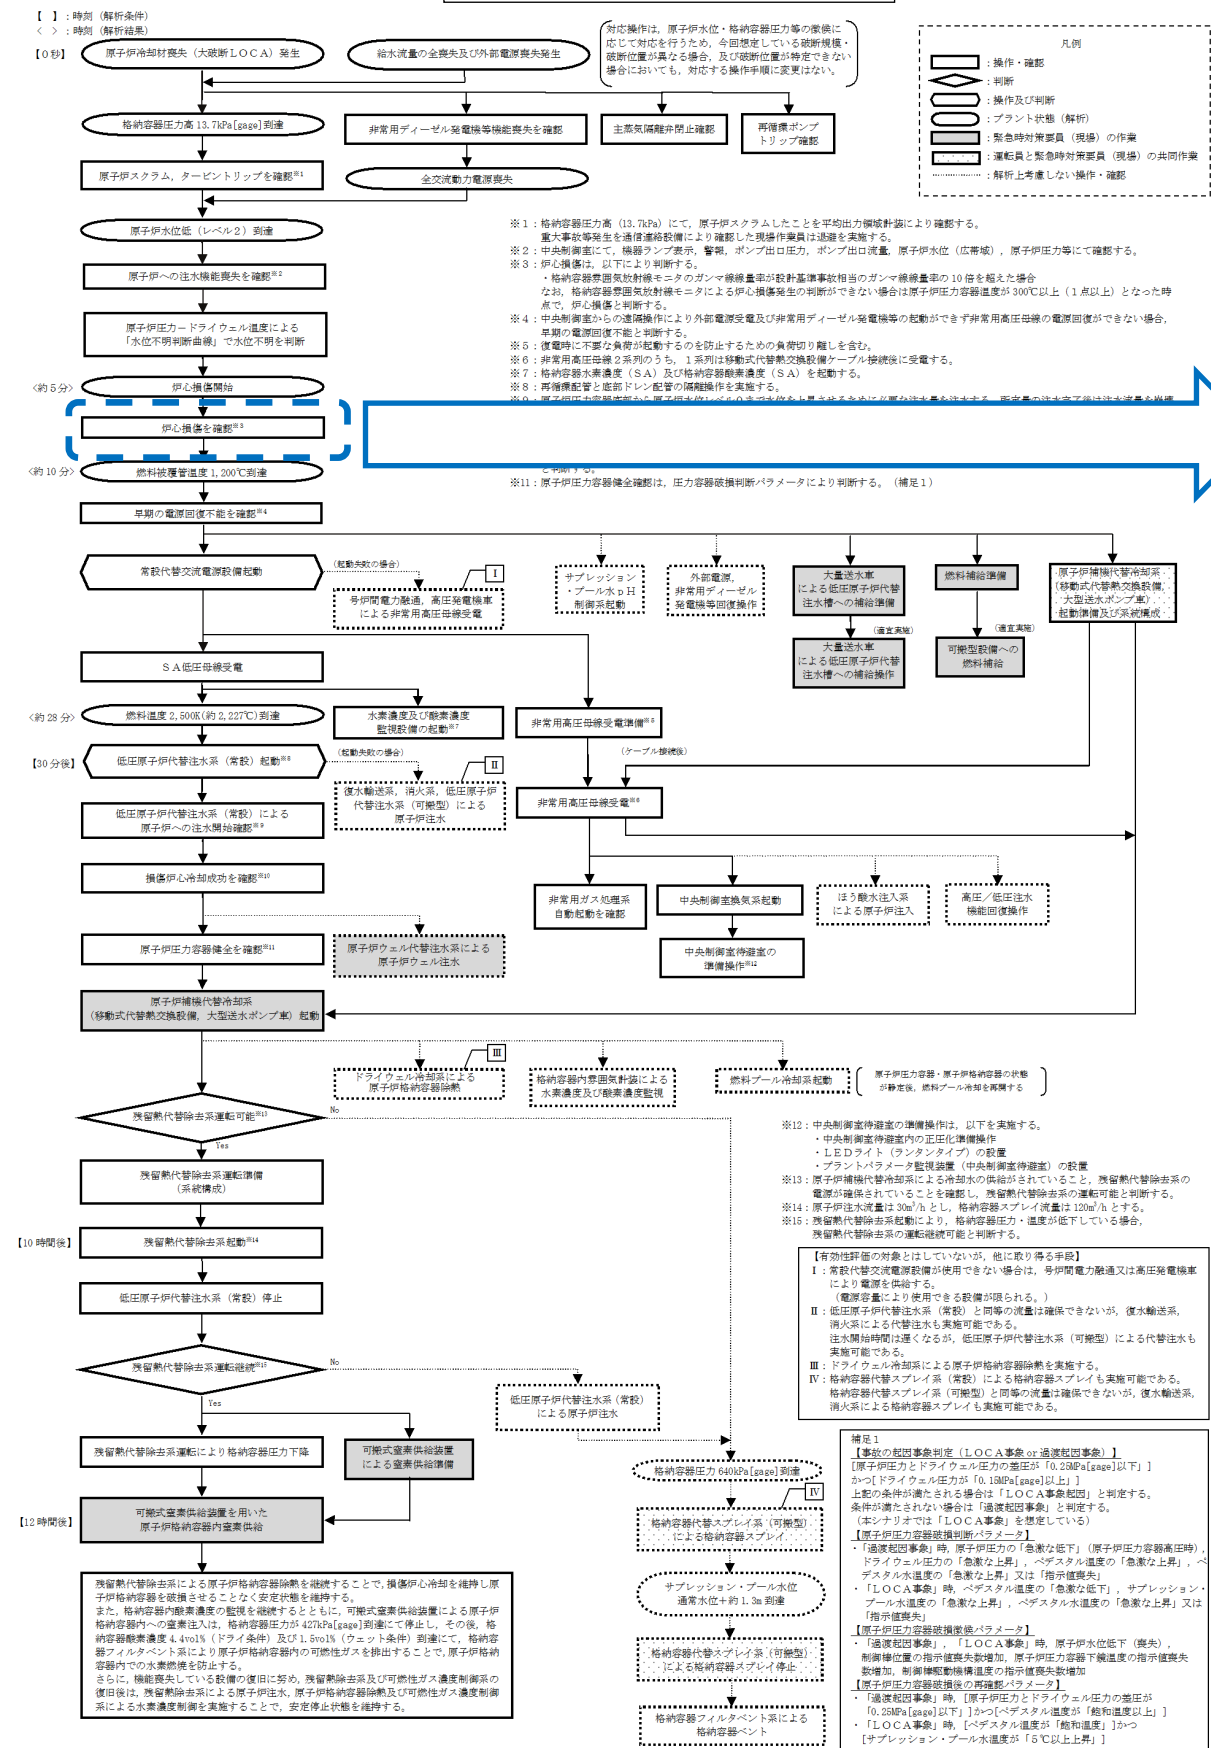 【　】：時刻（解析条件）
＜　＞：時刻（解析結果）
【0秒】
原子炉冷却材喪失（大破断ＬＯＣＡ）発生
給水流量の全喪失及び外部電源喪失発生
対応操作は，原子炉水位・格納容器圧力等の徴候に
応じて対応を行うため，今回想定している破断規模・
破断位置が異なる場合，及び破断位置が特定できない
場合においても，対応する操作手順に変更はない。
凡例
：操作・確認
：判断
：操作及び判断
：プラント状態（解析）
：緊急時対策要員（現場）の作業
：運転員と緊急時対策要員（現場）の共同作業
：解析上考慮しない操作・確認
格納容器圧力高 13.7kPa[gage]到達
非常用ディーゼル発電機等機能喪失を確認
主蒸気隔離弁閉止確認
再循環ポンプ
トリップ確認
原子炉スクラム，タービントリップを確認※1
全交流動力電源喪失
原子炉水位低（レベル２）到達
原子炉への注水機能喪失を確認※2
原子炉圧力－ドライウェル温度による
「水位不明判断曲線」で水位不明を判断
〈約５分〉
炉心損傷開始
炉心損傷を確認※3
〈約 10 分〉
燃料被覆管温度 1,200℃到達
早期の電源回復不能を確認※4
※１：格納容器圧力高（13.7kPa）にて，原子炉スクラムしたことを平均出力領域計装により確認する。
重大事故等発生を通信連絡設備により確認した現場作業員は退避を実施する。
※２：中央制御室にて，機器ランプ表示，警報，ポンプ出口圧力，ポンプ出口流量，原子炉水位（広帯域），原子炉圧力等にて確認する。
※３：炉心損傷は，以下により判断する。
・格納容器雰囲気放射線モニタのガンマ線線量率が設計基準事故相当のガンマ線線量率の 10 倍を超えた場合
なお，格納容器雰囲気放射線モニタによる炉心損傷発生の判断ができない場合は原子炉圧力容器温度が 300℃以上（１点以上）となった時
点で，炉心損傷と判断する。
※４：中央制御室からの遠隔操作により外部電源受電及び非常用ディーゼル発電機等の起動ができず非常用高圧母線の電源回復ができない場合，
早期の電源回復不能と判断する。
※５：復電時に不要な負荷が起動するのを防止するための負荷切り離しを含む。
※６：非常用高圧母線２系列のうち，１系列は移動式代替熱交換設備ケーブル接続後に受電する。
※７：格納容器水素濃度（ＳＡ）及び格納容器酸素濃度（ＳＡ）を起動する。
※８：再循環配管と底部ドレン配管の隔離操作を実施する。
※９：原子炉圧力容器底部から原子炉水位レベル０まで水位を上昇させるために必要な注水量を注水する。所定量の注水完了後は注水流量を崩壊
と判断する。
※11：原子炉圧力容器健全確認は，圧力容器破損判断パラメータにより判断する。（補足１）
常設代替交流電源設備起動
（起動失敗の場合）
Ⅰ
号炉間電力融通，高圧発電機車
による非常用高圧母線受電
サプレッション
・プール水ｐＨ
制御系起動
外部電源，
非常用ディーゼル
発電機等回復操作
大量送水車
による低圧原子炉代替
注水槽への補給準備
燃料補給準備
原子炉補機代替冷却系
（移動式代替熱交換設備，
大型送水ポンプ車）
起動準備及び系統構成
（適宜実施）
大量送水車
による低圧原子炉代替
注水槽への補給操作
（適宜実施）
可搬型設備への
燃料補給
ＳＡ低圧母線受電
〈約 28 分〉
燃料温度 2,500K(約 2,227℃)到達
水素濃度及び酸素濃度
監視設備の起動※7
非常用高圧母線受電準備※5
【30 分後】
低圧原子炉代替注水系（常設）起動※8
（起動失敗の場合）
Ⅱ
（ケーブル接続後）
復水輸送系，消火系，低圧原子炉
代替注水系（可搬型）による
原子炉注水
非常用高圧母線受電※6
低圧原子炉代替注水系（常設）による
原子炉への注水開始確認※9
損傷炉心冷却成功を確認※10
非常用ガス処理系
自動起動を確認
中央制御室換気系起動
ほう酸水注入系
による原子炉注入
高圧／低圧注水
機能回復操作
原子炉圧力容器健全を確認※11
原子炉ウェル代替注水系による
原子炉ウェル注水
中央制御室待避室の
準備操作※12
原子炉補機代替冷却系
（移動式代替熱交換設備，大型送水ポンプ車）起動
Ⅲ
ドライウェル冷却系による
原子炉格納容器除熱
格納容器内雰囲気計装による
水素濃度及び酸素濃度監視
燃料プール冷却系起動
原子炉圧力容器・原子炉格納容器の状態
が静定後，燃料プール冷却を再開する
残留熱代替除去系運転可能※13
No
Yes
※12：中央制御室待避室の準備操作は，以下を実施する。
・中央制御室待避室内の正圧化準備操作
・ＬＥＤライト（ランタンタイプ）の設置
・プラントパラメータ監視装置（中央制御室待避室）の設置
※13：原子炉補機代替冷却系による冷却水の供給がされていること，残留熱代替除去系の
電源が確保されていることを確認し，残留熱代替除去系の運転可能と判断する。
※14：原子炉注水流量は 30m³/h とし，格納容器スプレイ流量は 120m³/h とする。
※15：残留熱代替除去系起動により，格納容器圧力・温度が低下している場合，
残留熱代替除去系の運転継続可能と判断する。
残留熱代替除去系運転準備
（系統構成）
【10 時間後】
残留熱代替除去系起動※14
低圧原子炉代替注水系（常設）停止
残留熱代替除去系運転継続※15
No
Yes
【有効性評価の対象とはしていないが，他に取り得る手段】
Ⅰ：常設代替交流電源設備が使用できない場合は，号炉間電力融通又は高圧発電機車
により電源を供給する。
（電源容量により使用できる設備が限られる。）
Ⅱ：低圧原子炉代替注水系（常設）と同等の流量は確保できないが，復水輸送系，
消火系による代替注水も実施可能である。
注水開始時間は遅くなるが，低圧原子炉代替注水系（可搬型）による代替注水も
実施可能である。
Ⅲ：ドライウェル冷却系による原子炉格納容器除熱を実施する。
Ⅳ：格納容器代替スプレイ系（常設）による格納容器スプレイも実施可能である。
格納容器代替スプレイ系（可搬型）と同等の流量は確保できないが，復水輸送系，
消火系による格納容器スプレイも実施可能である。
低圧原子炉代替注水系（常設）
による原子炉注水
残留熱代替除去系運転により格納容器圧力下降
可搬式窒素供給装置
による窒素供給準備
【12 時間後】
可搬式窒素供給装置を用いた
原子炉格納容器内窒素供給
格納容器圧力 640kPa[gage]到達
Ⅳ
格納容器代替スプレイ系（可搬型）
による格納容器スプレイ
サプレッション・プール水位
通常水位＋約 1.3m 到達
格納容器代替スプレイ系（可搬型）
による格納容器スプレイ停止
格納容器フィルタベント系による
格納容器ベント
残留熱代替除去系による原子炉格納容器除熱を継続することで，損傷炉心冷却を維持し原
子炉格納容器を破損させることなく安定状態を維持する。
また，格納容器内酸素濃度の監視を継続するとともに，可搬式窒素供給装置による原子炉
格納容器内への窒素注入は，格納容器圧力が 427kPa[gage]到達にて停止し，その後，格
納容器酸素濃度 4.4vol%（ドライ条件）及び 1.5vol%（ウェット条件）到達にて，格納容
器フィルタベント系により原子炉格納容器内の可燃性ガスを排出することで，原子炉格納
容器内での水素燃焼を防止する。
さらに，機能喪失している設備の復旧に努め，残留熱除去系及び可燃性ガス濃度制御系の
復旧後は，残留熱除去系による原子炉注水，原子炉格納容器除熱及び可燃性ガス濃度制御
系による水素濃度制御を実施することで，安定停止状態を維持する。
補足１
【事故の起因事象判定（ＬＯＣＡ事象 or 過渡起因事象）】
[原子炉圧力とドライウェル圧力の差圧が「0.25MPa[gage]以下」]
かつ[ドライウェル圧力が「0.15MPa[gage]以上」]
上記の条件が満たされる場合は「ＬＯＣＡ事象起因」と判定する。
条件が満たされない場合は「過渡起因事象」と判定する。
（本シナリオでは「ＬＯＣＡ事象」を想定している）
【原子炉圧力容器破損判断パラメータ】
・「過渡起因事象」時，原子炉圧力の「急激な低下」（原子炉圧力容器高圧時），
ドライウェル圧力の「急激な上昇」，ペデスタル温度の「急激な上昇」，ペ
デスタル水温度の「急激な上昇」又は「指示値喪失」
・「ＬＯＣＡ事象」時，ペデスタル温度の「急激な低下」，サプレッション・
プール水温度の「急激な上昇」，ペデスタル水温度の「急激な上昇」又は
「指示値喪失」
【原子炉圧力容器破損徴候パラメータ】
・「過渡起因事象」，「ＬＯＣＡ事象」時，原子炉水位低下（喪失），
制御棒位置の指示値喪失数増加，原子炉圧力容器下鏡温度の指示値喪失
数増加，制御棒駆動機構温度の指示値喪失数増加
【原子炉圧力容器破損後の再確認パラメータ】
・「過渡起因事象」時，[原子炉圧力とドライウェル圧力の差圧が
「0.25MPa[gage]以下」]かつ[ペデスタル温度が「飽和温度以上」]
・「ＬＯＣＡ事象」時，[ペデスタル温度が「飽和温度」]かつ
[サプレッション・プール水温度が「５℃以上上昇」]